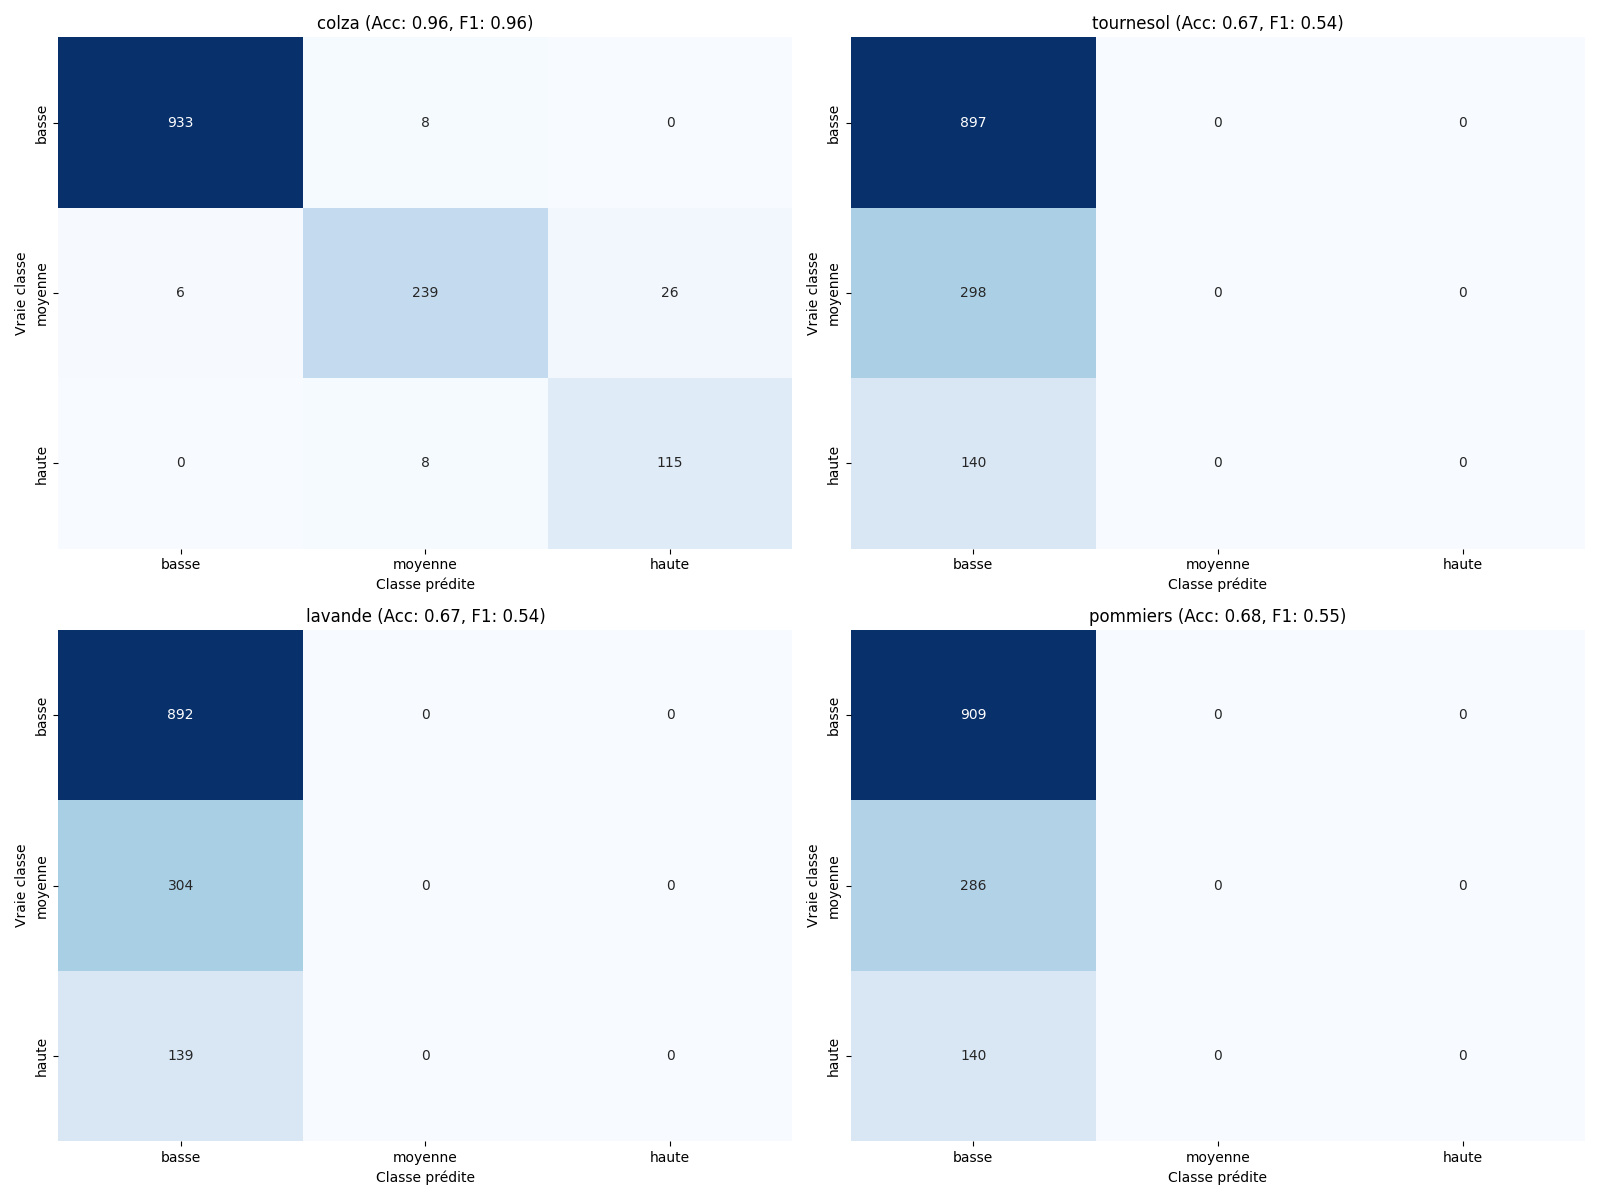 colza (Acc: 0.96, F1: 0.96)
Vraie classe
basse
933 8 0
moyenne
6 239 26
haute
0 8 115
basse moyenne haute
Classe prédite
tournesol (Acc: 0.67, F1: 0.54)
Vraie classe
basse
897 0 0
moyenne
298 0 0
haute
140 0 0
basse moyenne haute
Classe prédite
lavande (Acc: 0.67, F1: 0.54)
Vraie classe
basse
892 0 0
moyenne
304 0 0
haute
139 0 0
basse moyenne haute
Classe prédite
pommiers (Acc: 0.68, F1: 0.55)
Vraie classe
basse
909 0 0
moyenne
286 0 0
haute
140 0 0
basse moyenne haute
Classe prédite